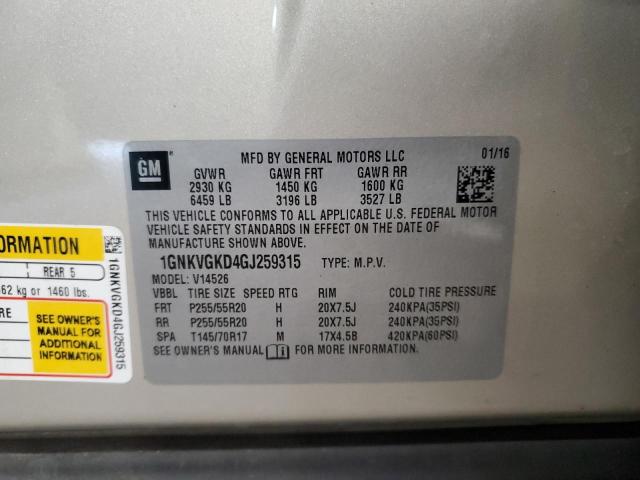 GM
MFD BY GENERAL MOTORS LLC 01/16
GVWR GAWR FRT GAWR RR
2930 KG 1450 KG 1600 KG
6459 LB 3196 LB 3527 LB
THIS VEHICLE CONFORMS TO ALL APPLICABLE U.S. FEDERAL MOTOR
VEHICLE SAFETY STANDARDS IN EFFECT ON THE DATE OF
MANUFACTURE SHOWN ABOVE.
1GNKVGKD4GJ259315 TYPE: M.P.V.
MODEL: V14526
VBBL TIRE SIZE SPEED RTG RIM COLD TIRE PRESSURE
FRT P255/55R20 H 20X7.5J 240KPA(35PSI)
RR P255/55R20 H 20X7.5J 240KPA(35PSI)
SPA T145/70R17 M 17X4.5B 420KPA(60PSI)
SEE OWNER'S MANUAL FOR MORE INFORMATION.
ORMATION
REAR 5
62 kg or 1460 lbs.
RE
SEE OWNER'S
MANUAL FOR
ADDITIONAL
INFORMATION
1GNKVGKD4GJ259315